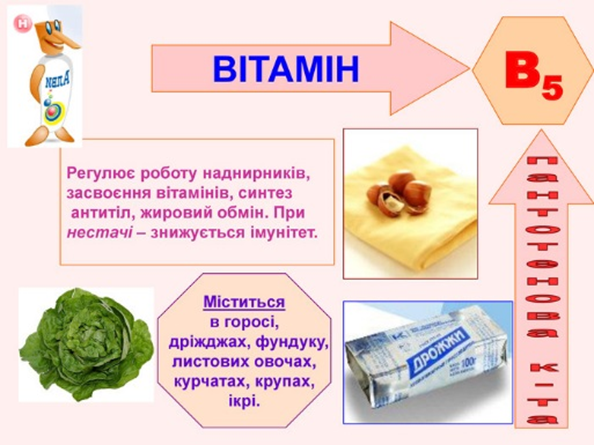 Н
ВІТАМІН
B5
Регулює роботу наднирників,
засвоєння вітамінів, синтез
антитіл, жировий обмін. При
нестачі – знижується імунітет.
пантотенова к-та
Міститься
в горосі,
дріжджах, фундуку,
листових овочах,
курчатах, крупах,
ікрі.
ДРОЖЖИ